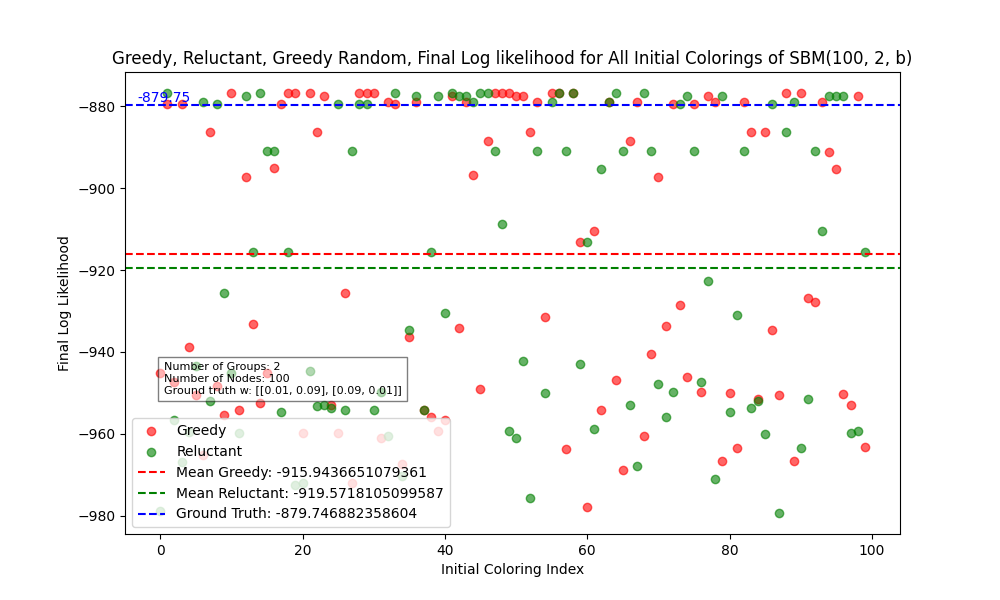 Greedy, Reluctant, Greedy Random, Final Log likelihood for All Initial Colorings of SBM(100, 2, b)
-879.75
−880
−900
−920
−940
−960
−980
Final Log Likelihood
Number of Groups: 2
Number of Nodes: 100
Ground truth w: [[0.01, 0.09], [0.09, 0.01]]
Greedy
Reluctant
Mean Greedy: -915.9436651079361
Mean Reluctant: -919.5718105099587
Ground Truth: -879.746882358604
0 20 40 60 80 100
Initial Coloring Index